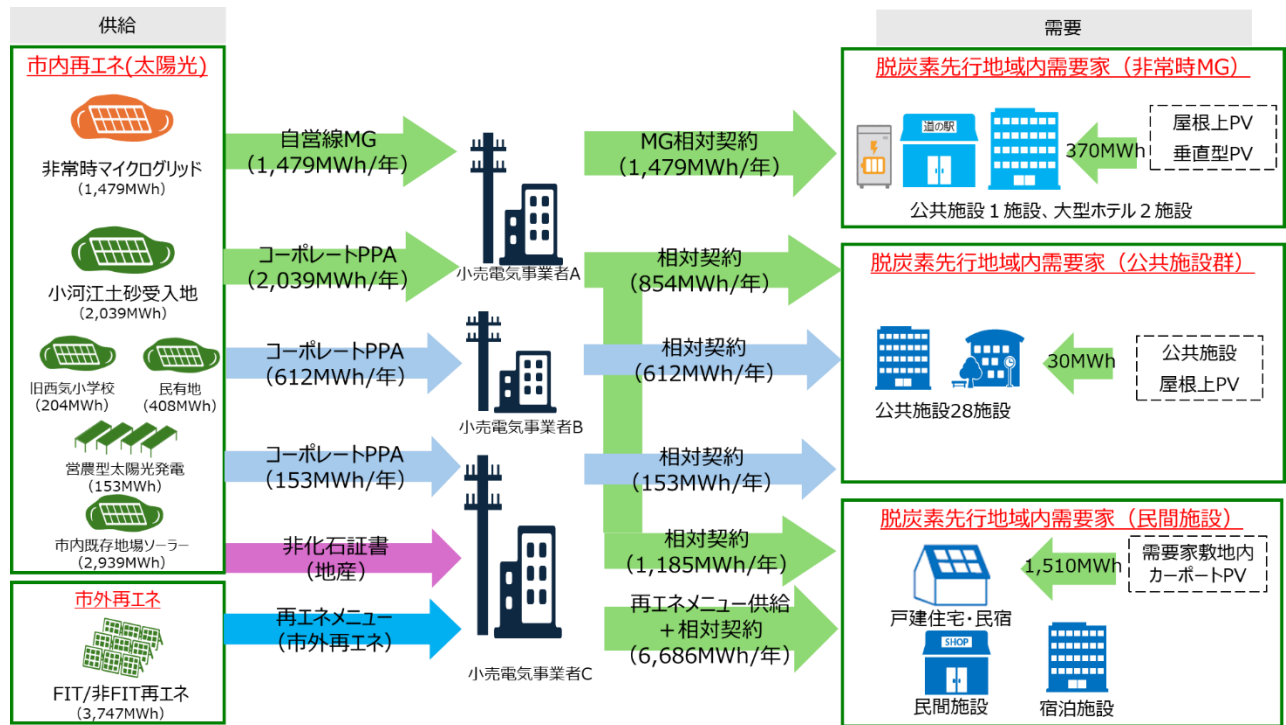 供給
市内再エネ(太陽光)
非常時マイクログリッド
(1,479MWh)
小河江土砂受入地
(2,039MWh)
旧西気小学校
(204MWh)
民有地
(408MWh)
営農型太陽光発電
(153MWh)
市内既存地場ソーラー
(2,939MWh)
市外再エネ
FIT/非FIT再エネ
(3,747MWh)
自営線MG
(1,479MWh/年)
コーポレートPPA
(2,039MWh/年)
コーポレートPPA
(612MWh/年)
コーポレートPPA
(153MWh/年)
非化石証書
(地産)
再エネメニュー
(市外再エネ)
小売電気事業者A
小売電気事業者B
小売電気事業者C
MG相対契約
(1,479MWh/年)
相対契約
(854MWh/年)
相対契約
(612MWh/年)
相対契約
(153MWh/年)
相対契約
(1,185MWh/年)
再エネメニュー供給
+相対契約
(6,686MWh/年)
需要
脱炭素先行地域内需要家（非常時MG）
道の駅
370MWh
屋根上PV
垂直型PV
公共施設１施設、大型ホテル２施設
脱炭素先行地域内需要家（公共施設群）
30MWh
公共施設
屋根上PV
公共施設28施設
脱炭素先行地域内需要家（民間施設）
1,510MWh
需要家敷地内
カーポートPV
戸建住宅・民宿
SHOP
民間施設
宿泊施設